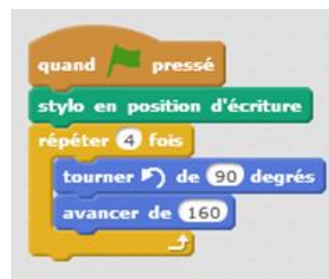 quand pressé
stylo en position d'écriture
répéter 4 fois
tourner de 90 degrés
avancer de 160